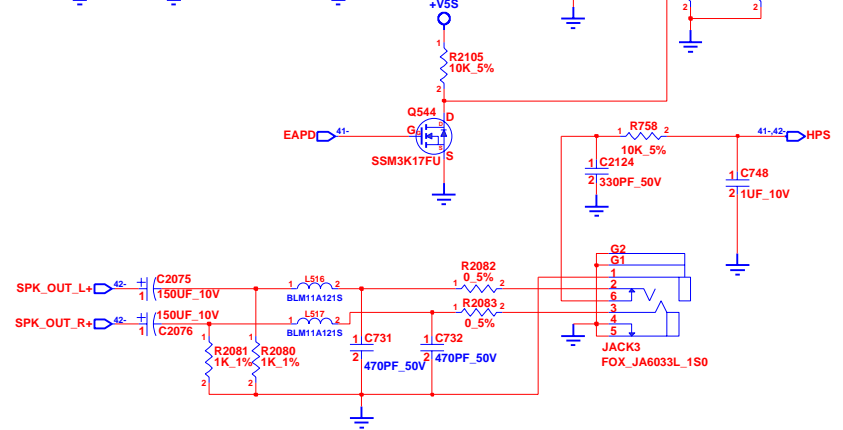 2
2
+V5S
1
R2105
10K_5%
2
Q544
D
D
EAPD
41-
G
G
S
S
SSM3K17FU
R758
1
2
10K_5%
41-,42-
HPS
1
C2124
2
330PF_50V
1
C748
2
1UF_10V
SPK_OUT_L+
42-
+
C2075
1
150UF_10V
L516
1
2
BLM11A121S
R2082
0_5%
1
2
SPK_OUT_R+
42-
+
150UF_10V
1
C2076
L517
1
2
BLM11A121S
R2083
1
2
0_5%
1
R2081
1K_1%
2
1
R2080
1K_1%
2
1
C731
2
470PF_50V
1
C732
2
470PF_50V
G2
G1
1
2
6
3
4
5
JACK3
FOX_JA6033L_1S0